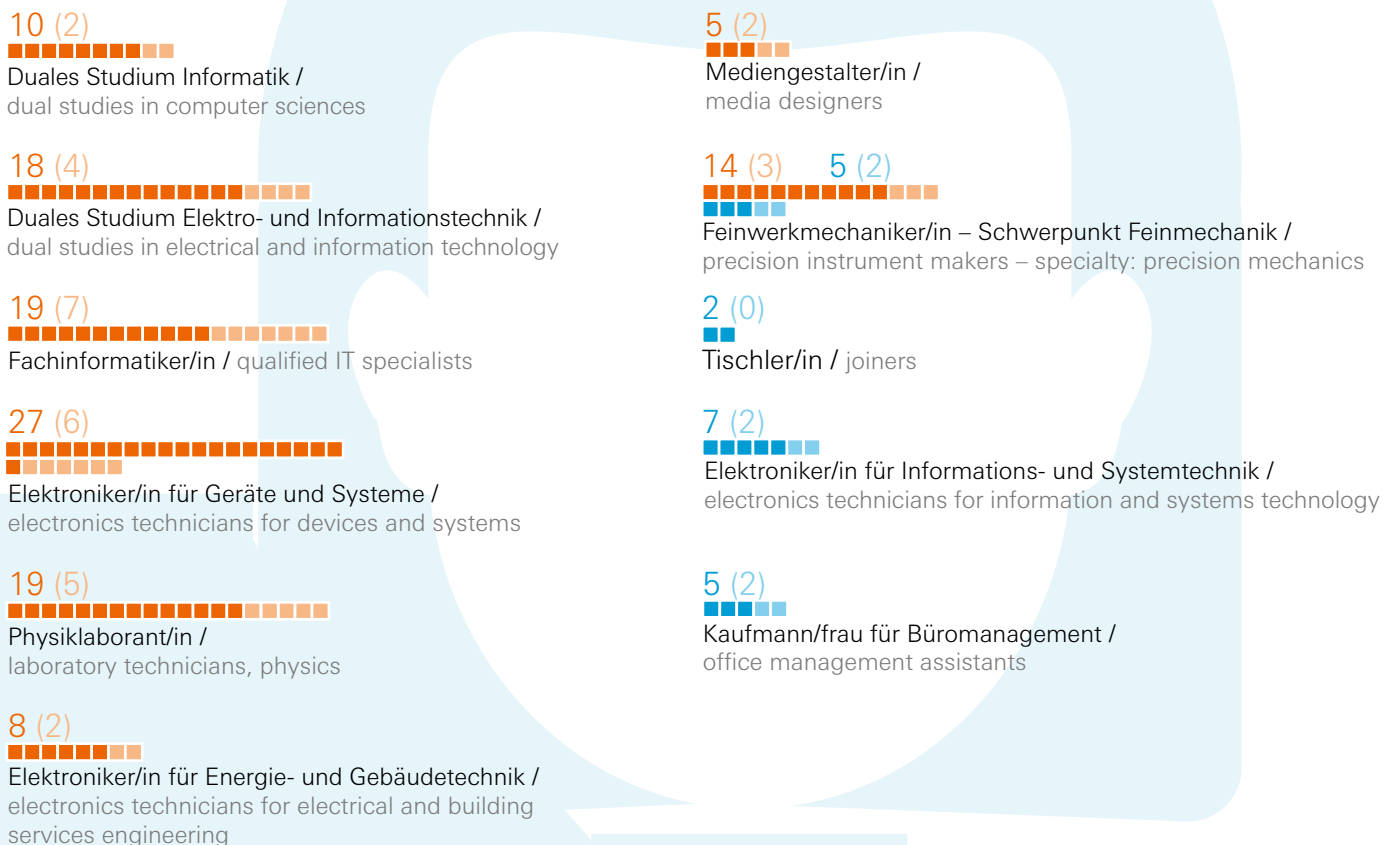 10 (2)
Duales Studium Informatik /
dual studies in computer sciences
18 (4)
Duales Studium Elektro- und Informationstechnik /
dual studies in electrical and information technology
19 (7)
Fachinformatiker/in / qualified IT specialists
27 (6)
Elektroniker/in für Geräte und Systeme /
electronics technicians for devices and systems
19 (5)
Physiklaborant/in /
laboratory technicians, physics
8 (2)
Elektroniker/in für Energie- und Gebäudetechnik /
electronics technicians for electrical and building
services engineering
5 (2)
Mediengestalter/in /
media designers
14 (3) 5 (2)
Feinwerkmechaniker/in – Schwerpunkt Feinmechanik /
precision instrument makers – specialty: precision mechanics
2 (0)
Tischler/in / joiners
7 (2)
Elektroniker/in für Informations- und Systemtechnik /
electronics technicians for information and systems technology
5 (2)
Kaufmann/frau für Büromanagement /
office management assistants